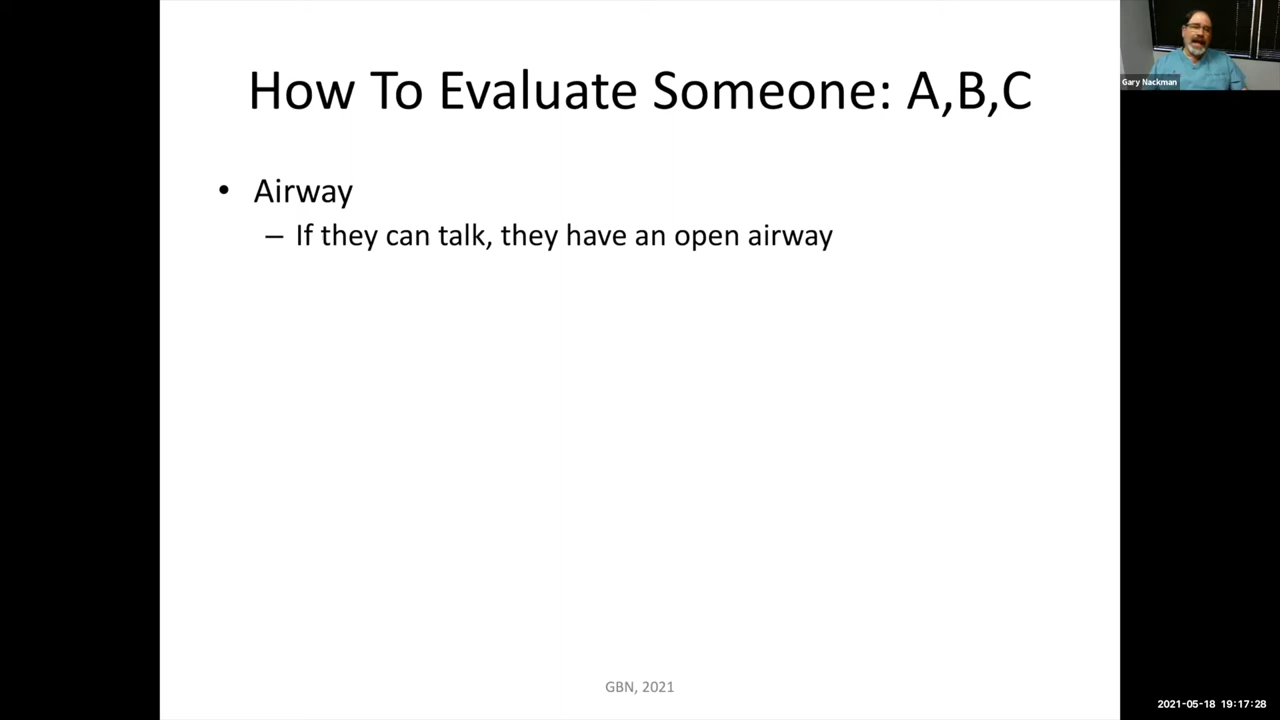 How To Evaluate Someone: A,B,C
• Airway
– If they can talk, they have an open airway
GBN, 2021
Gary Nackman
2021-05-18 19:17:28